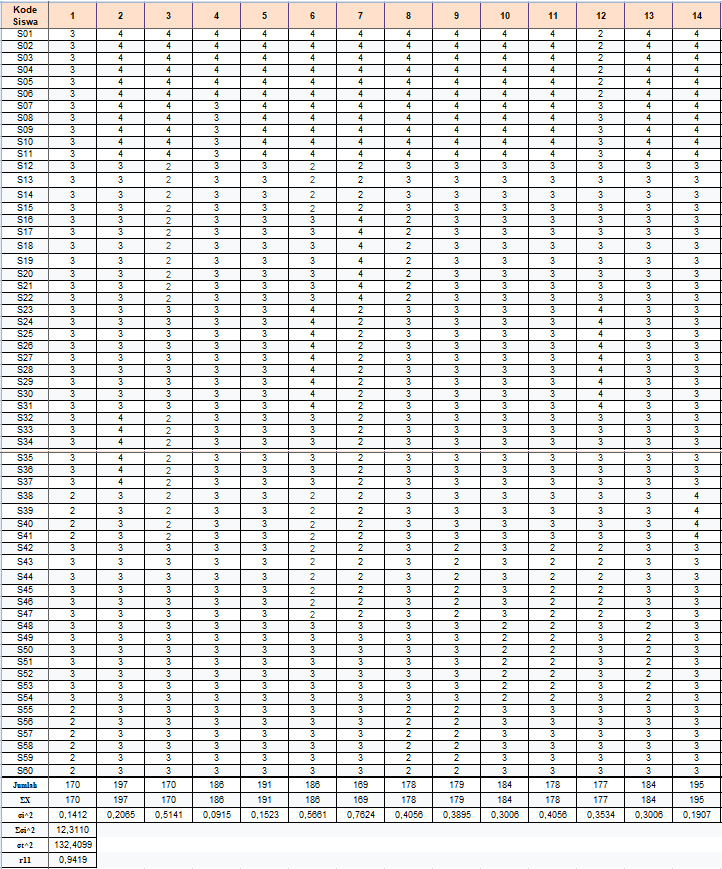 Kode Siswa 1 2 3 4 5 6 7 8 9 10 11 12 13 14
S01 3 4 4 4 4 4 4 4 4 4 4 2 4 4
S02 3 4 4 4 4 4 4 4 4 4 4 2 4 4
S03 3 4 4 4 4 4 4 4 4 4 4 2 4 4
S04 3 4 4 4 4 4 4 4 4 4 4 2 4 4
S05 3 4 4 4 4 4 4 4 4 4 4 2 4 4
S06 3 4 4 4 4 4 4 4 4 4 4 2 4 4
S07 3 4 4 3 4 4 4 4 4 4 4 3 4 4
S08 3 4 4 3 4 4 4 4 4 4 4 3 4 4
S09 3 4 4 3 4 4 4 4 4 4 4 3 4 4
S10 3 4 4 3 4 4 4 4 4 4 4 3 4 4
S11 3 4 4 3 4 4 4 4 4 4 4 3 4 4
S12 3 3 2 3 3 2 2 3 3 3 3 3 3 3
S13 3 3 2 3 3 2 2 3 3 3 3 3 3 3
S14 3 3 2 3 3 2 2 3 3 3 3 3 3 3
S15 3 3 2 3 3 2 2 3 3 3 3 3 3 3
S16 3 3 2 3 3 3 4 2 3 3 3 3 3 3
S17 3 3 2 3 3 3 4 2 3 3 3 3 3 3
S18 3 3 2 3 3 3 4 2 3 3 3 3 3 3
S19 3 3 2 3 3 3 4 2 3 3 3 3 3 3
S20 3 3 2 3 3 3 4 2 3 3 3 3 3 3
S21 3 3 2 3 3 3 4 2 3 3 3 3 3 3
S22 3 3 2 3 3 3 4 2 3 3 3 3 3 3
S23 3 3 3 3 3 4 2 3 3 3 3 4 3 3
S24 3 3 3 3 3 4 2 3 3 3 3 4 3 3
S25 3 3 3 3 3 4 2 3 3 3 3 4 3 3
S26 3 3 3 3 3 4 2 3 3 3 3 4 3 3
S27 3 3 3 3 3 4 2 3 3 3 3 4 3 3
S28 3 3 3 3 3 4 2 3 3 3 3 4 3 3
S29 3 3 3 3 3 4 2 3 3 3 3 4 3 3
S30 3 3 3 3 3 4 2 3 3 3 3 4 3 3
S31 3 3 3 3 3 4 2 3 3 3 3 4 3 3
S32 3 4 2 3 3 3 2 3 3 3 3 3 3 3
S33 3 4 2 3 3 3 2 3 3 3 3 3 3 3
S34 3 4 2 3 3 3 2 3 3 3 3 3 3 3
S35 3 4 2 3 3 3 2 3 3 3 3 3 3 3
S36 3 4 2 3 3 3 2 3 3 3 3 3 3 3
S37 3 4 2 3 3 3 2 3 3 3 3 3 3 3
S38 2 3 2 3 3 2 2 3 3 3 3 3 3 4
S39 2 3 2 3 3 2 2 3 3 3 3 3 3 4
S40 2 3 2 3 3 2 2 3 3 3 3 3 3 4
S41 2 3 2 3 3 2 2 3 3 3 3 3 3 4
S42 3 3 3 3 3 2 2 3 2 3 2 2 3 3
S43 3 3 3 3 3 2 2 3 2 3 2 2 3 3
S44 3 3 3 3 3 2 2 3 2 3 2 2 3 3
S45 3 3 3 3 3 2 2 3 2 3 2 2 3 3
S46 3 3 3 3 3 2 2 3 2 3 2 2 3 3
S47 3 3 3 3 3 2 2 3 2 3 2 2 3 3
S48 3 3 3 3 3 3 3 3 3 2 2 3 2 3
S49 3 3 3 3 3 3 3 3 3 2 2 3 2 3
S50 3 3 3 3 3 3 3 3 3 2 2 3 2 3
S51 3 3 3 3 3 3 3 3 3 2 2 3 2 3
S52 3 3 3 3 3 3 3 3 3 2 2 3 2 3
S53 3 3 3 3 3 3 3 3 3 2 2 3 2 3
S54 3 3 3 3 3 3 3 3 3 2 2 3 2 3
S55 2 3 3 3 3 3 3 2 2 3 3 3 3 3
S56 2 3 3 3 3 3 3 2 2 3 3 3 3 3
S57 2 3 3 3 3 3 3 2 2 3 3 3 3 3
S58 2 3 3 3 3 3 3 2 2 3 3 3 3 3
S59 2 3 3 3 3 3 3 2 2 3 3 3 3 3
S60 2 3 3 3 3 3 3 2 2 3 3 3 3 3
Jumlah 170 197 170 186 191 186 169 178 179 184 178 177 184 195
ΣX 170 197 170 186 191 186 169 178 179 184 178 177 184 195
σi^2 0,1412 0,2065 0,5141 0,0915 0,1523 0,5661 0,7624 0,4056 0,3895 0,3006 0,4056 0,3534 0,3006 0,1907
Σσi^2 12,3110
σt^2 132,4099
r11 0,9419